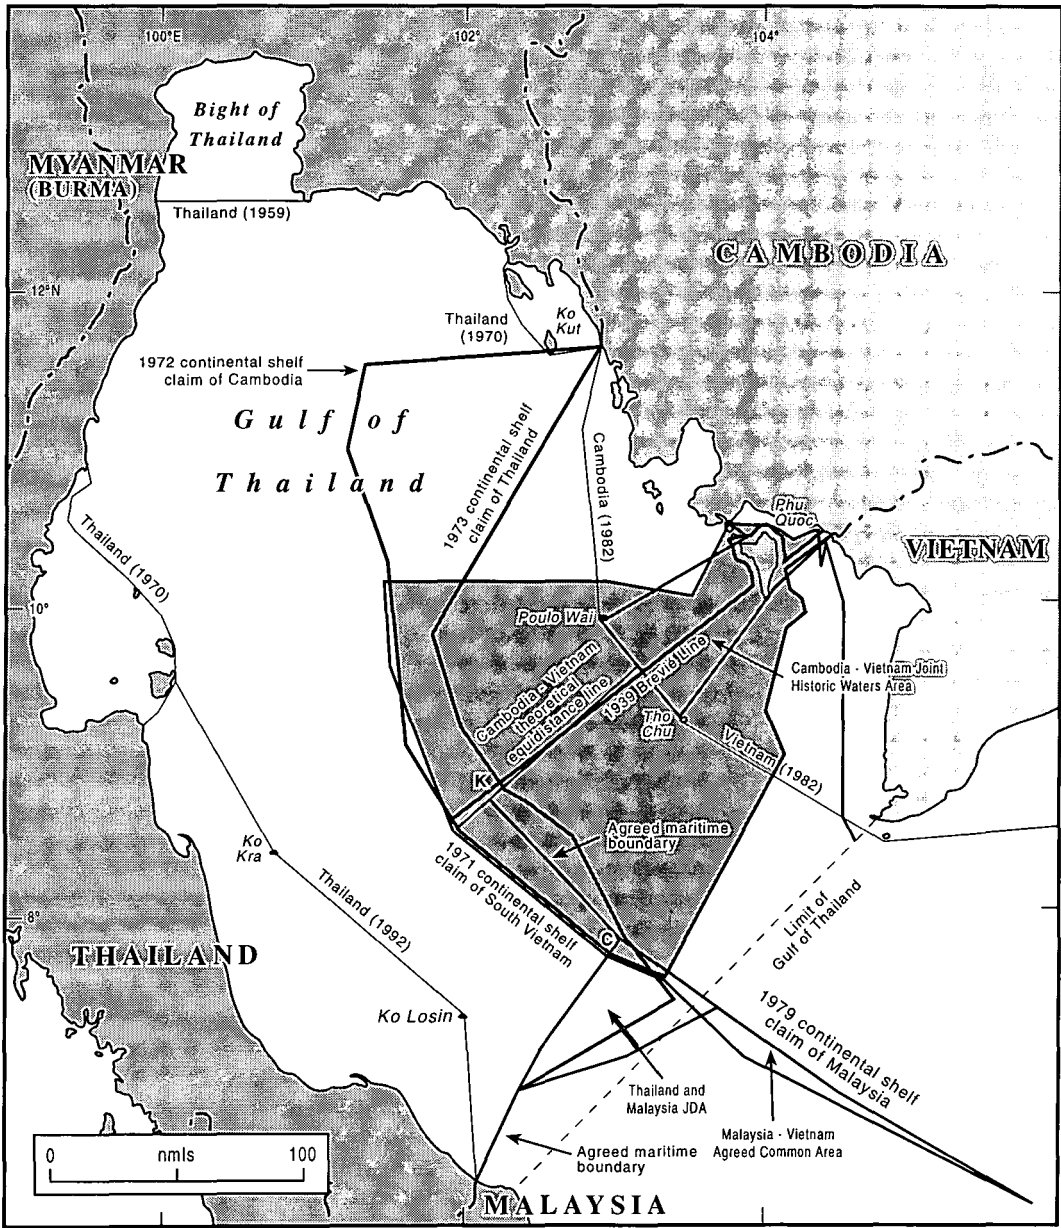 100°E
102°
104°
Bight of
Thailand
MYANMAR
(BURMA)
Thailand (1959)
CAMBODIA
12°N
Ko
Kut
Thailand
(1970)
1972 continental shelf
claim of Cambodia
Gulf of
Thailand
1973 continental shelf
claim of Thailand
Cambodia (1982)
Phu
Quoc
Thailand (1970)
VIETNAM
10°
Poulo Wai
Cambodia - Vietnam
theoretical
equidistance line
1939 Brevié Line
Cambodia - Vietnam Joint
Historic Waters Area
Tho
Chu
Vietnam (1982)
K
Agreed maritime
boundary
Ko
Kra
1971 continental shelf
claim of South Vietnam
Thailand (1992)
Limit of
Gulf of Thailand
8°
C
THAILAND
Ko Losin
1979 continental shelf
claim of Malaysia
Thailand and
Malaysia JDA
Malaysia - Vietnam
Agreed Common Area
Agreed maritime
boundary
0 nmls 100
MALAYSIA